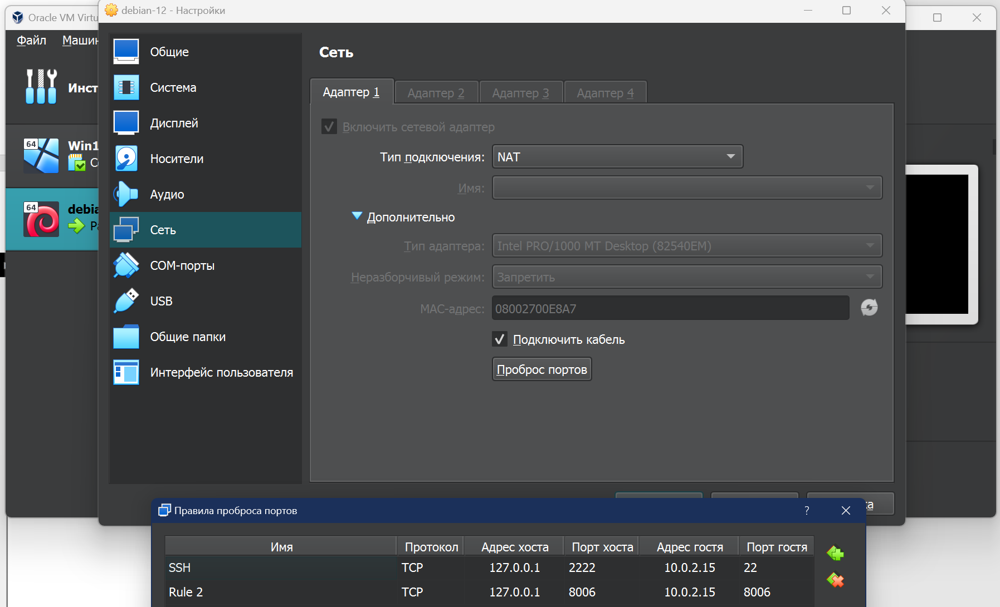 debian-12 - Настройки
Oracle VM Virtu
Файл Машин
Инст
64
Win1
64
debia
Общие
Система
Дисплей
Носители
Аудио
Сеть
COM-порты
USB
Общие папки
Интерфейс пользователя
Сеть
Адаптер 1 Адаптер 2 Адаптер 3 Адаптер 4
Включить сетевой адаптер
Тип подключения: NAT
Имя:
Дополнительно
Тип адаптера: Intel PRO/1000 MT Desktop (82540EM)
Неразборчивый режим: Запретить
MAC-адрес: 08002700E8A7
Подключить кабель
Проброс портов
Правила проброса портов ?
Имя Протокол Адрес хоста Порт хоста Адрес гостя Порт гостя
SSH TCP 127.0.0.1 2222 10.0.2.15 22
Rule 2 TCP 127.0.0.1 8006 10.0.2.15 8006